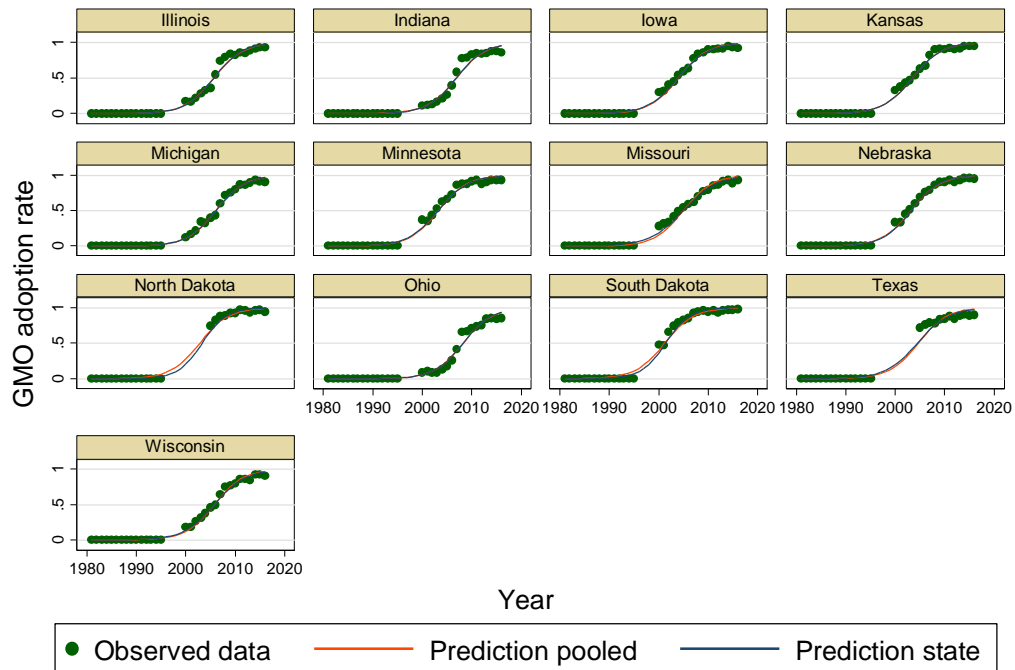 Illinois Indiana Iowa Kansas
1
.5
0
Michigan Minnesota Missouri Nebraska
1
.5
0
North Dakota Ohio South Dakota Texas
1
.5
0
1980 1990 2000 2010 2020 1980 1990 2000 2010 2020 1980 1990 2000 2010 2020
Wisconsin
1
.5
0
1980 1990 2000 2010 2020
GMO adoption rate
Year
Observed data Prediction pooled Prediction state